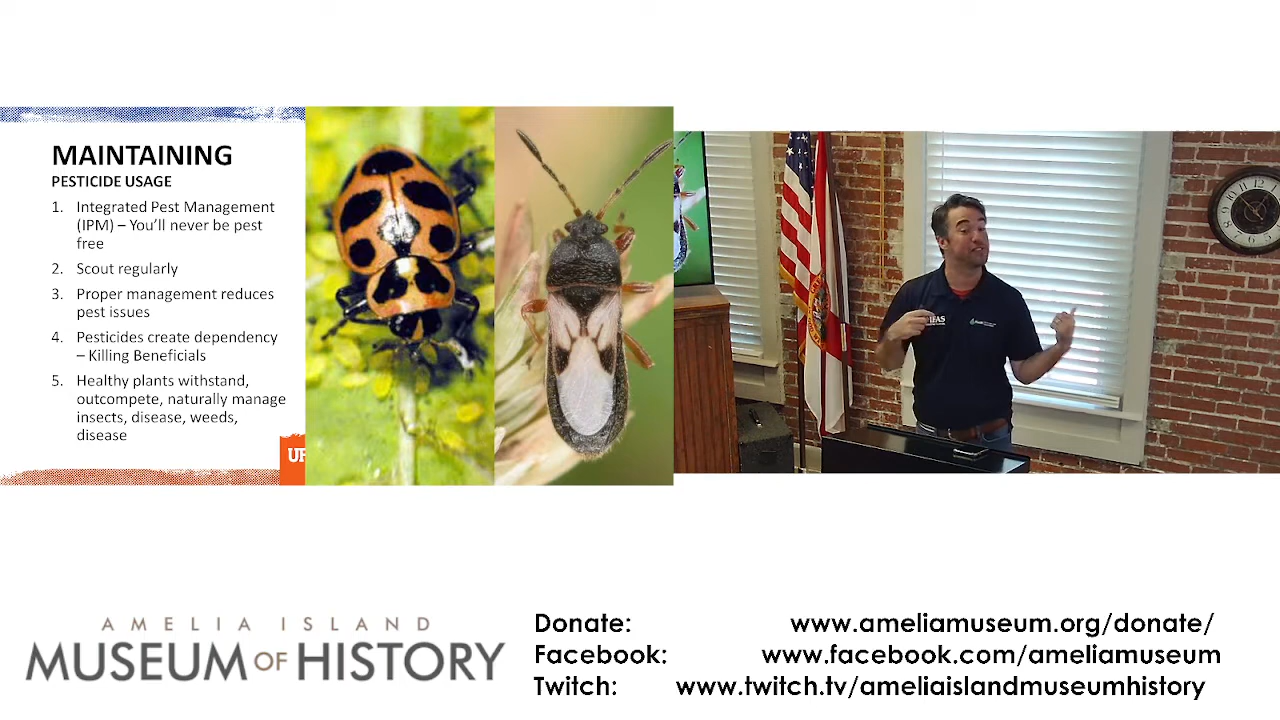 MAINTAINING
PESTICIDE USAGE
1. Integrated Pest Management
(IPM) – You’ll never be pest
free
2. Scout regularly
3. Proper management reduces
pest issues
4. Pesticides create dependency
– Killing Beneficials
5. Healthy plants withstand,
outcompete, naturally manage
insects, disease, weeds,
disease
UF
IFAS
AMELIA ISLAND
MUSEUM OF HISTORY
Donate: www.ameliamuseum.org/donate/
Facebook: www.facebook.com/ameliamuseum
Twitch: www.twitch.tv/ameliaislandmuseumhistory